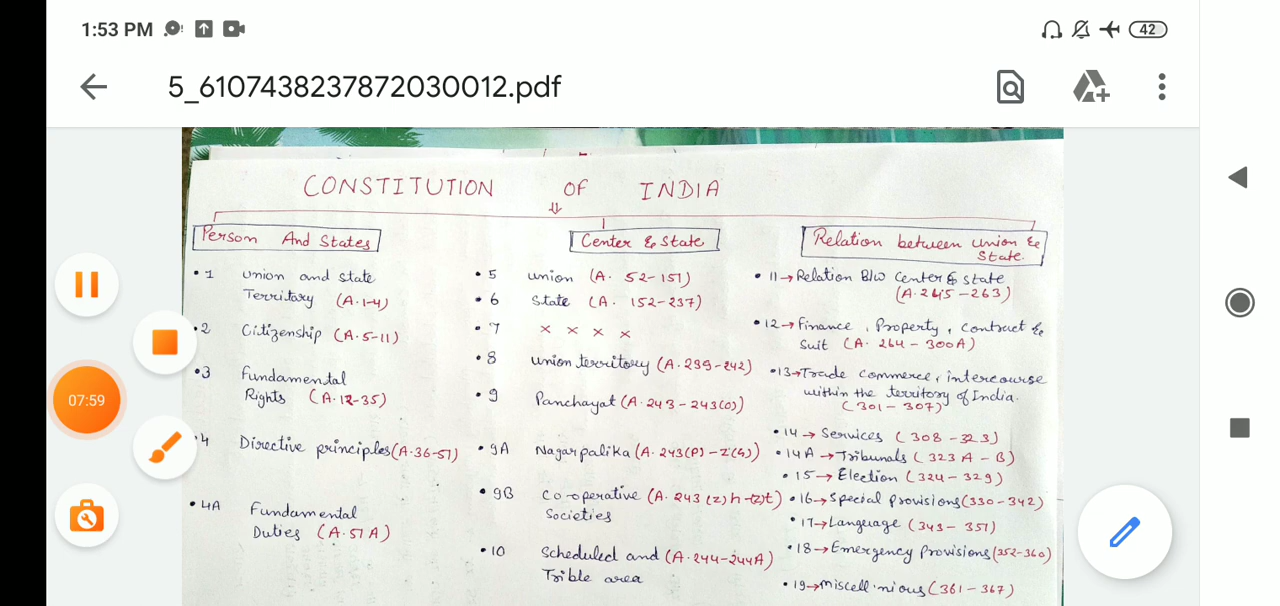 1:53 PM
42
5_6107438237872030012.pdf
CONSTITUTION OF INDIA
Person And States
• 1 Union and state
Territory (A.1-4)
• 2 Citizenship (A.5-11)
• 3 Fundamental
Rights (A.12-35)
4 Directive principles (A.36-51)
• 4A Fundamental
Duties (A.51A)
Center & State
• 5 union (A. 52-151)
• 6 State (A. 152-237)
• 7 x x x x
• 8 union territory (A.239-242)
• 9 Panchayat (A.243-243(O))
• 9A Nagarpalika (A.243(P)-Z(G))
• 9B Co-operative (A.243(Z)h-(Z)t)
Societies
• 10 Scheduled and (A.244-244A)
Trible area
Relation between union &
State.
• 11→Relation B/w Center & State
(A.245-263)
• 12→Finance, Property, contract &
Suit (A. 264-300A)
• 13→Trade commerce, intercourse
within the territory of India.
(301-307)
• 14→Services (308-323)
• 14A→Tribunals (323A-B)
• 15→Election (324-329)
• 16→Special provisions (330-342)
• 17→Language (343-351)
• 18→Emergency Provisions (352-360)
• 19→miscellinious (361-367)
07:59